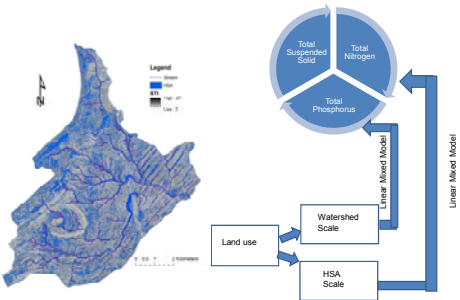 Legend
Stream
HSA
STI
N
Total
Suspended
Solid
Total
Nitrogen
Total
Phosphorus
Linear Mixed Model
Linear Mixed Model
Land use
Watershed
Scale
HSA
Scale